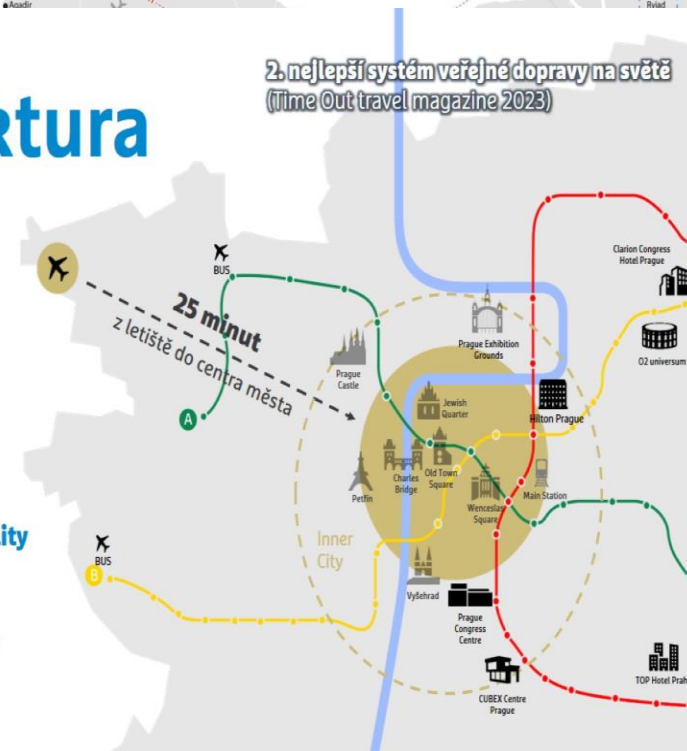 Agadir
Ryiad
2. nejlepší systém veřejné dopravy na světě
(Time Out travel magazine 2023)
rtura
BUS
25 minut
z letiště do centra města
A
Clarion Congress
Hotel Prague
O2 universum
Prague Exhibition
Grounds
Prague
Castle
Jewish
Quarter
Hilton Prague
Charles
Bridge
Old Town
Square
Petřín
Wenceslas
Square
Main Station
Inner
City
ity
BUS
B
Vyšehrad
Prague
Congress
Centre
CUBEX Centre
Prague
TOP Hotel Prah